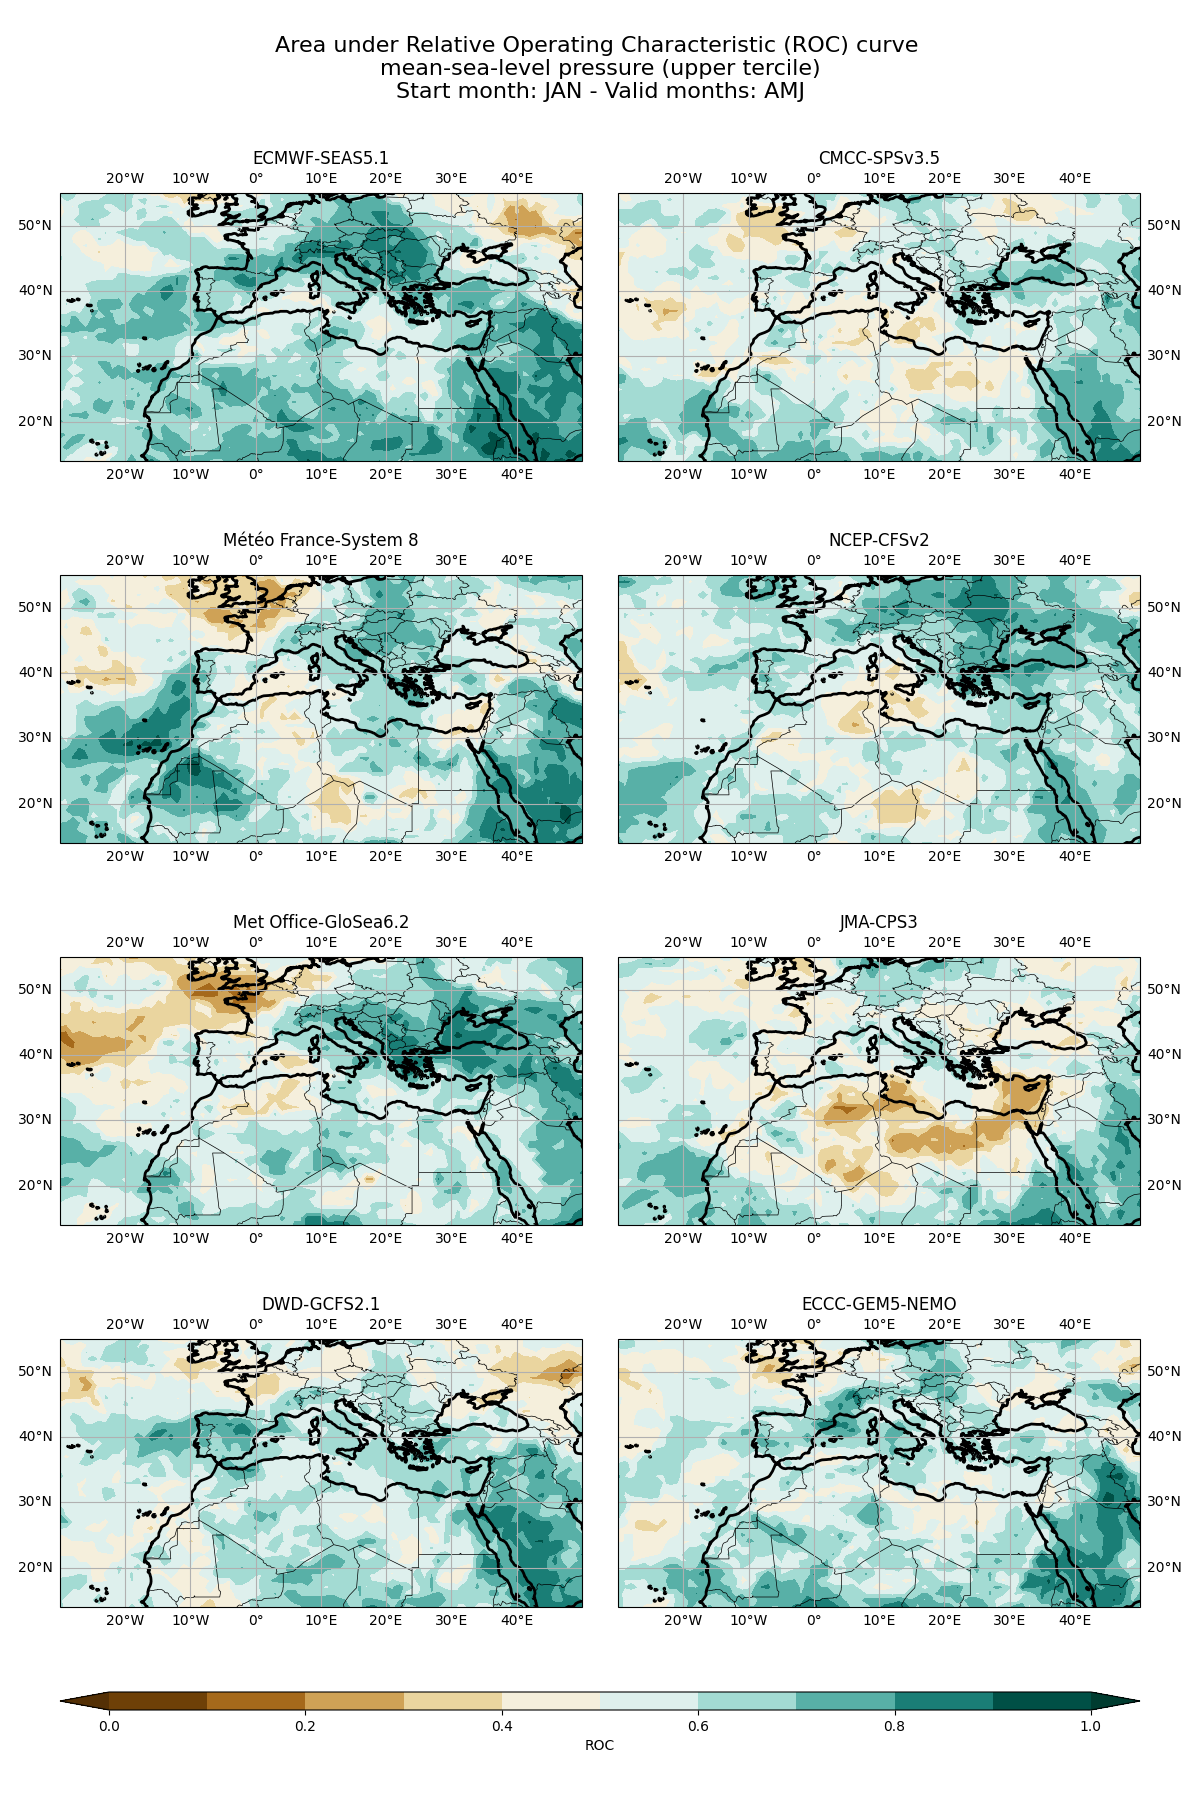 Area under Relative Operating Characteristic (ROC) curve
mean-sea-level pressure (upper tercile)
Start month: JAN - Valid months: AMJ
ECMWF-SEAS5.1
20°W 10°W 0° 10°E 20°E 30°E 40°E
50°N
40°N
30°N
20°N
20°W 10°W 0° 10°E 20°E 30°E 40°E
CMCC-SPSv3.5
20°W 10°W 0° 10°E 20°E 30°E 40°E
50°N
40°N
30°N
20°N
20°W 10°W 0° 10°E 20°E 30°E 40°E
Météo France-System 8
20°W 10°W 0° 10°E 20°E 30°E 40°E
50°N
40°N
30°N
20°N
20°W 10°W 0° 10°E 20°E 30°E 40°E
NCEP-CFSv2
20°W 10°W 0° 10°E 20°E 30°E 40°E
50°N
40°N
30°N
20°N
20°W 10°W 0° 10°E 20°E 30°E 40°E
Met Office-GloSea6.2
20°W 10°W 0° 10°E 20°E 30°E 40°E
50°N
40°N
30°N
20°N
20°W 10°W 0° 10°E 20°E 30°E 40°E
JMA-CPS3
20°W 10°W 0° 10°E 20°E 30°E 40°E
50°N
40°N
30°N
20°N
20°W 10°W 0° 10°E 20°E 30°E 40°E
DWD-GCFS2.1
20°W 10°W 0° 10°E 20°E 30°E 40°E
50°N
40°N
30°N
20°N
20°W 10°W 0° 10°E 20°E 30°E 40°E
ECCC-GEM5-NEMO
20°W 10°W 0° 10°E 20°E 30°E 40°E
50°N
40°N
30°N
20°N
20°W 10°W 0° 10°E 20°E 30°E 40°E
0.0 0.2 0.4 0.6 0.8 1.0
ROC